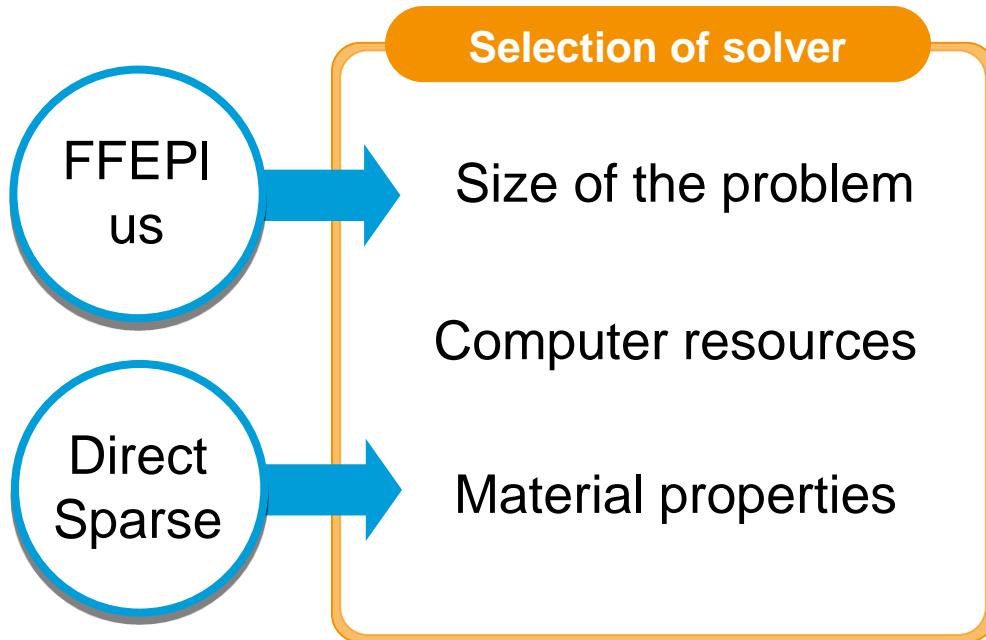 Selection of solver
FFEPl
us
Size of the problem
Computer resources
Direct
Sparse
Material properties